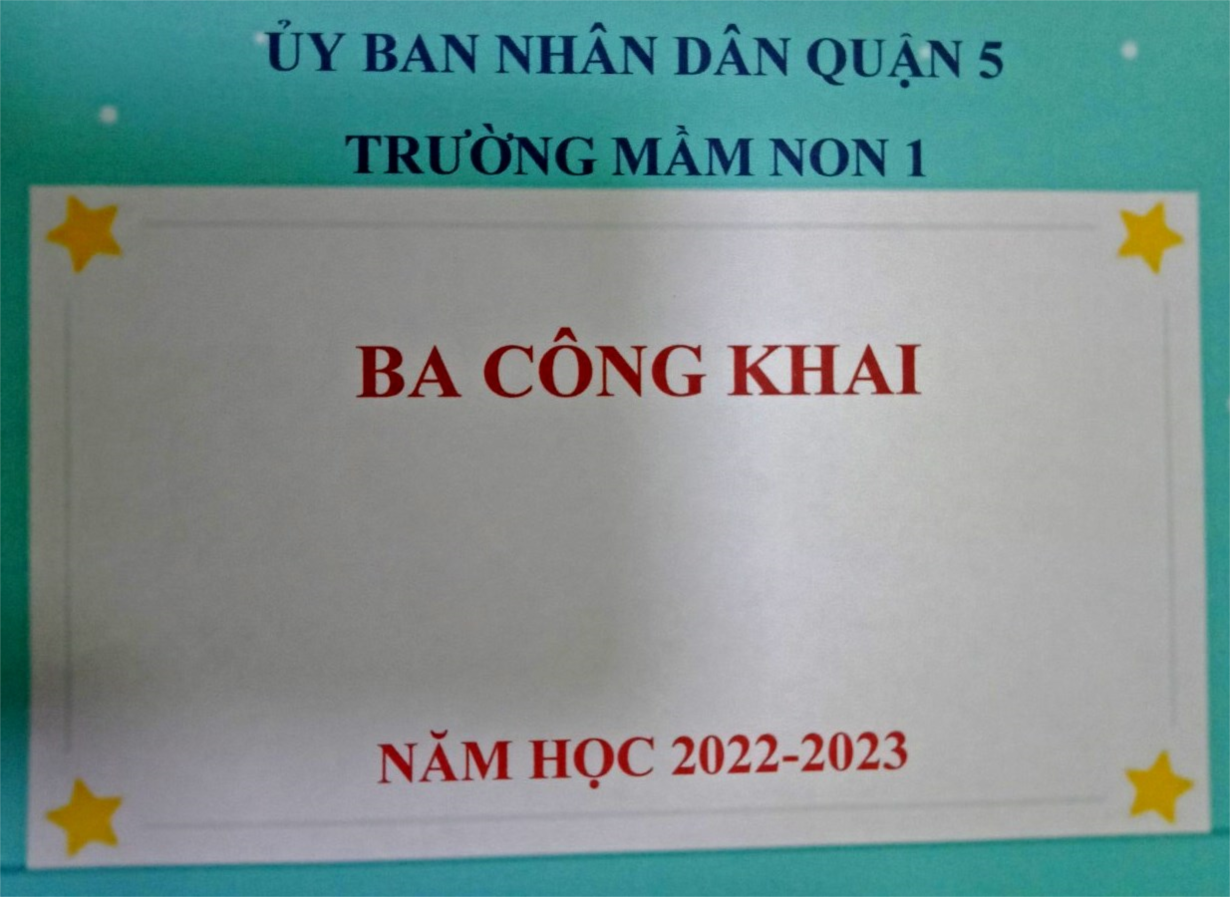 ỦY BAN NHÂN DÂN QUẬN 5
TRƯỜNG MẦM NON 1
BA CÔNG KHAI
NĂM HỌC 2022-2023